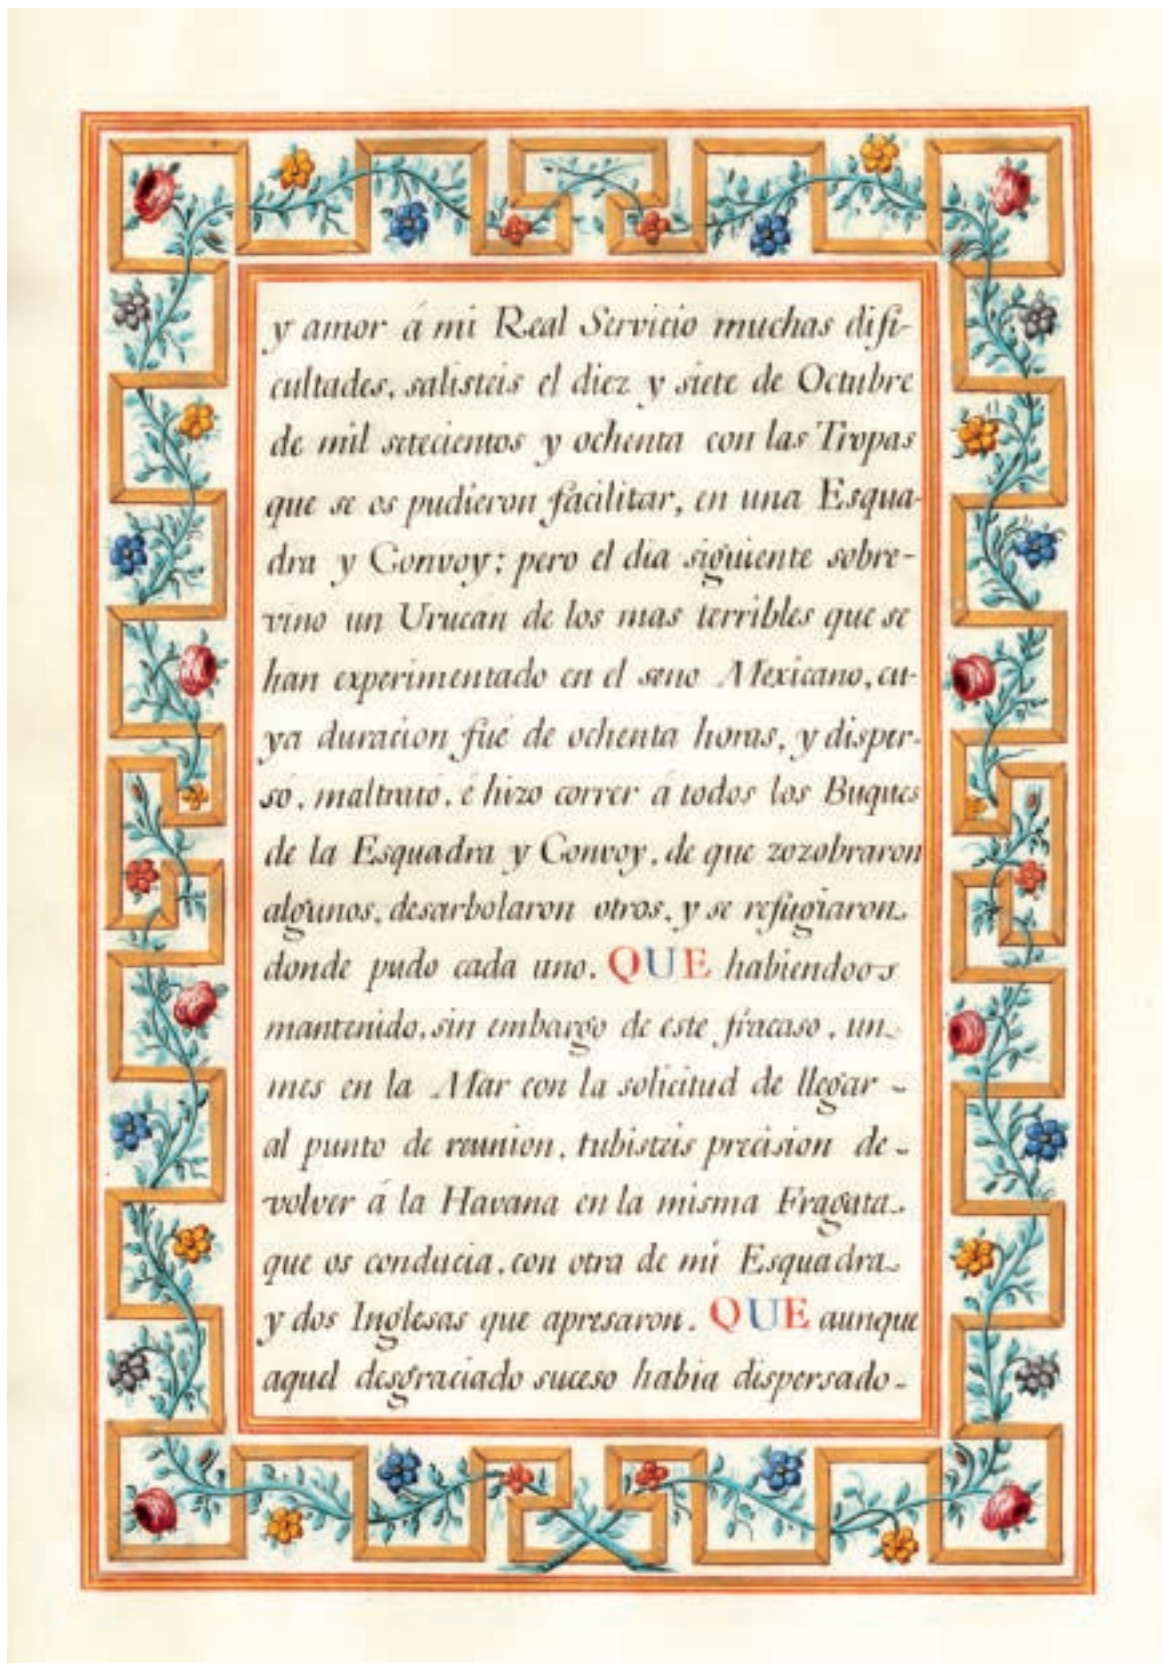 y amor á mi Real Servicio muchas difi-
cultades, salisteis el diez y siete de Octubre
de mil setecientos y ochenta con las Tropas
que se os pudieron facilitar, en una Esqua-
dra y Convoy; pero el dia siguiente sobre-
vino un Uracán de los mas terribles que se
han experimentado en el seno Mexicano, cu-
ya duracion fué de ochenta horas, y disper-
só, maltrató, é hizo correr á todos los Buques
de la Esquadra y Convoy, de que zozobraron
algunos, desarbolaron otros, y se refugiaron
donde pudo cada uno. QUE habiendoos
mantenido, sin embargo de este fracaso, un
mes en la Mar con la solicitud de llegar -
al punto de reunion, tubisteis precision de -
volver á la Havana en la misma Fragata
que os conducia, con otra de mi Esquadra
y dos Inglesas que apresaron. QUE aunque
aquel desgraciado suceso habia dispersado -